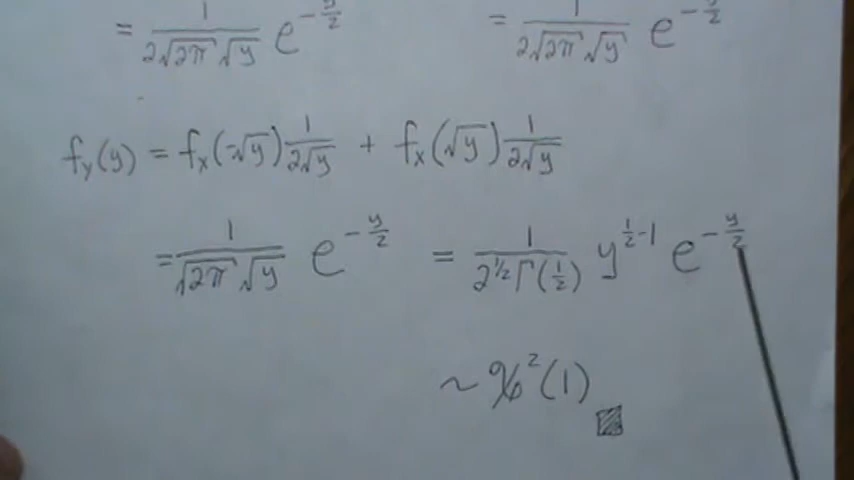 = 1/(2√2π √y) e^(-y/2) = 1/(2√2π √y) e^(-y/2)
f_Y(y) = f_X(-√y) 1/(2√y) + f_X(√y) 1/(2√y)
= 1/(√2π √y) e^(-y/2) = 1/(2^(1/2) Γ(1/2)) y^(1/2-1) e^(-y/2)
~ χ²(1)